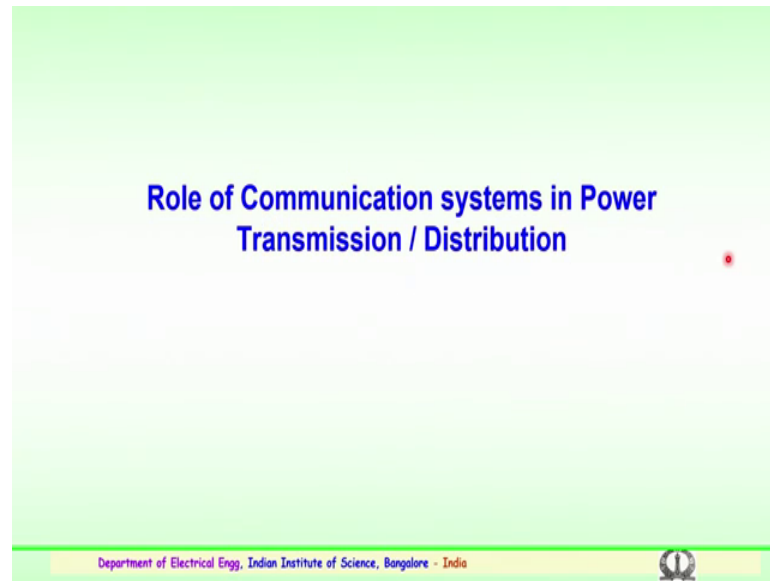 Role of Communication systems in Power
Transmission / Distribution
Department of Electrical Engg, Indian Institute of Science, Bangalore - India